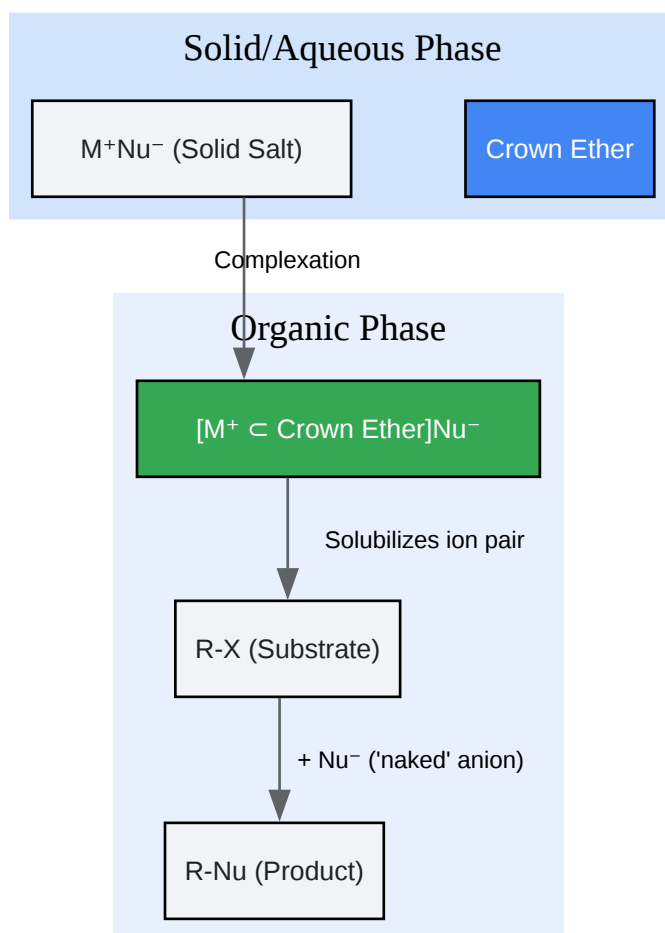 Solid/Aqueous Phase
M⁺Nu⁻ (Solid Salt)
Crown Ether
Complexation
Organic Phase
[M⁺ ⊂ Crown Ether]Nu⁻
Solubilizes ion pair
R-X (Substrate)
+ Nu⁻ ('naked' anion)
R-Nu (Product)